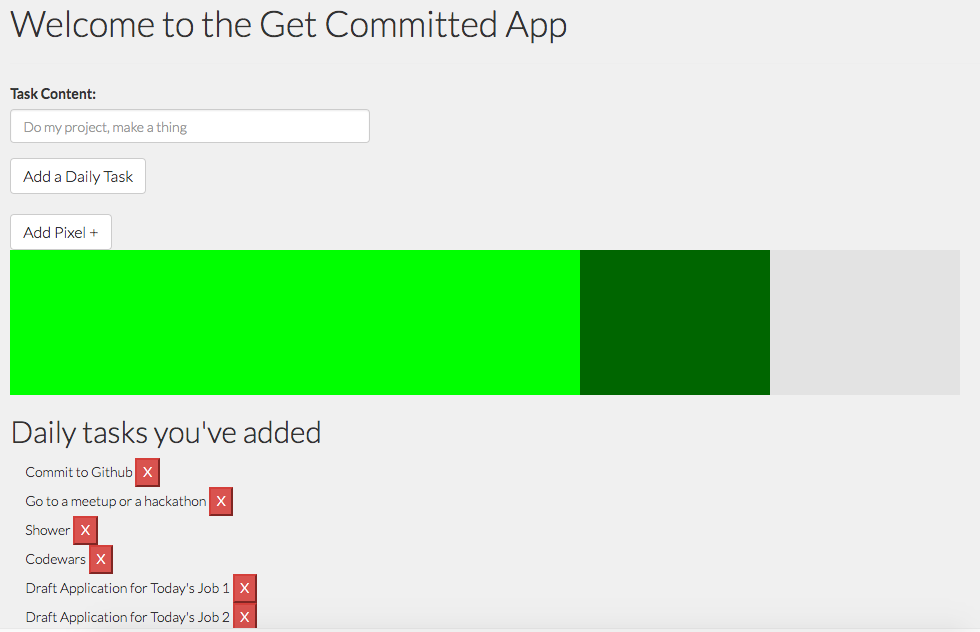 Welcome to the Get Committed App
Task Content:
Do my project, make a thing
Add a Daily Task
Add Pixel +
Daily tasks you've added
Commit to Github X
Go to a meetup or a hackathon X
Shower X
Codewars X
Draft Application for Today's Job 1 X
Draft Application for Today's Job 2 X